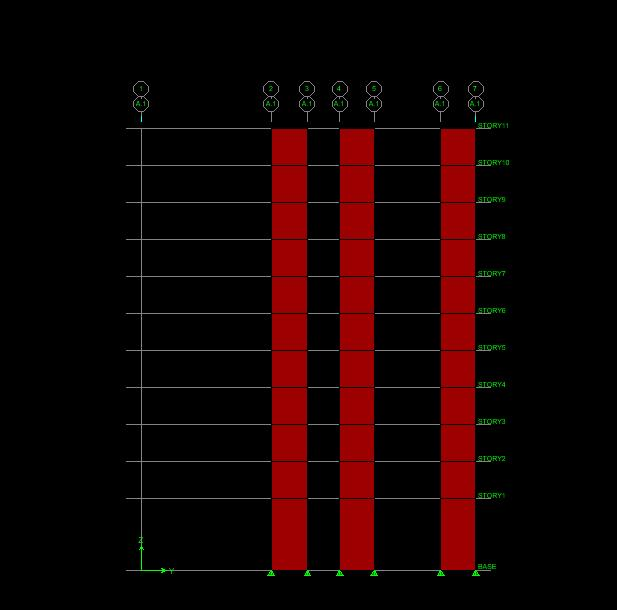 1 2 3 4 5 6 7
A.1 A.1 A.1 A.1 A.1 A.1 A.1
STORY11
STORY10
STORY9
STORY8
STORY7
STORY6
STORY5
STORY4
STORY3
STORY2
STORY1
Z
BASE
Y